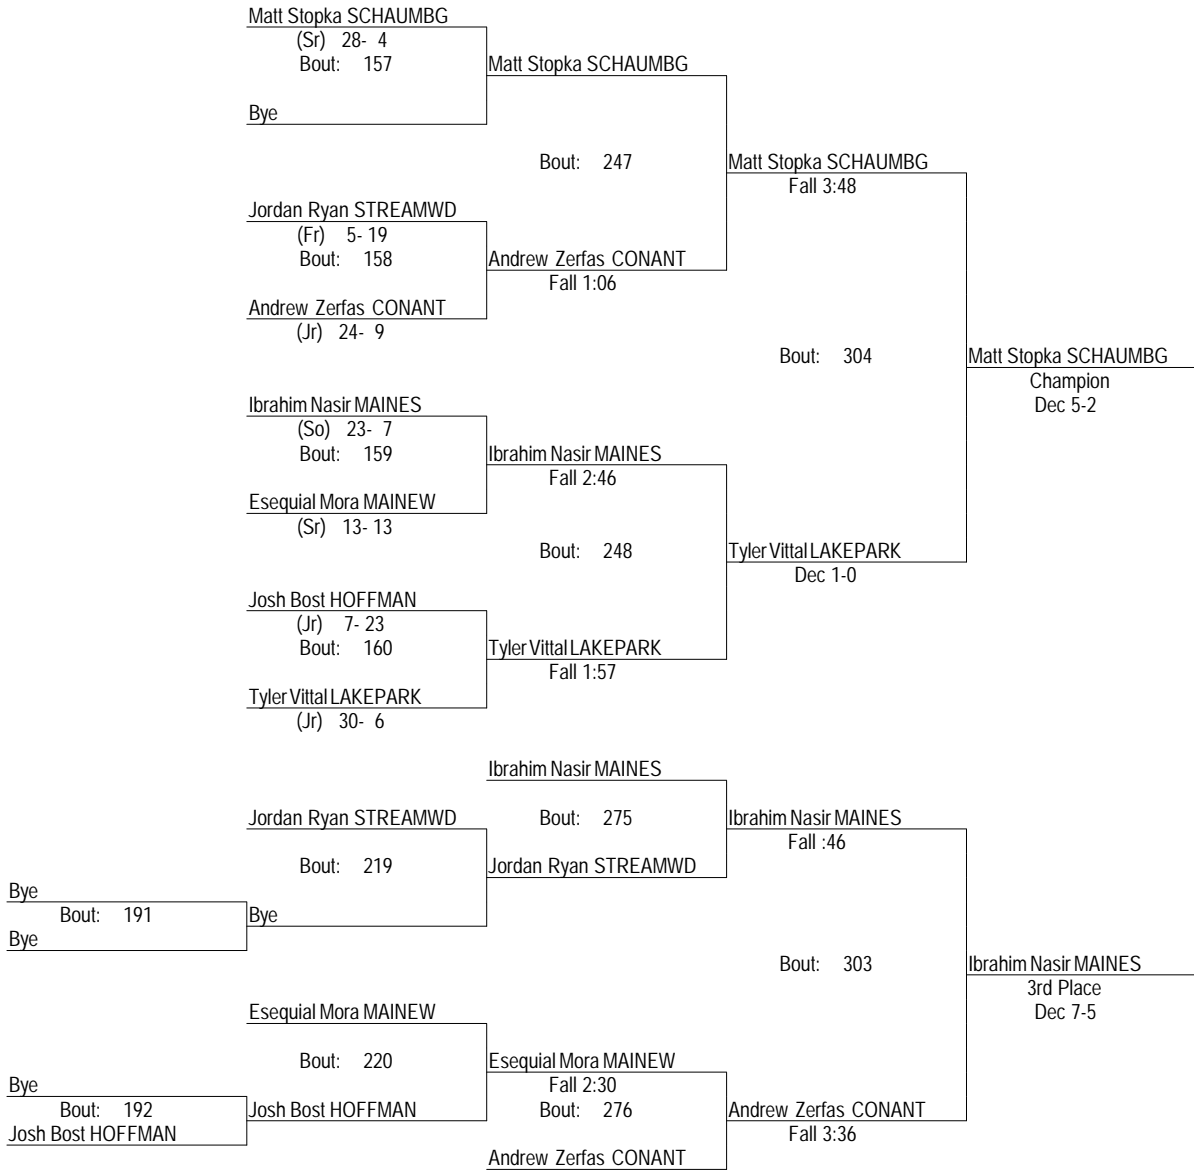 Matt Stopka SCHAUMBG
(Sr) 28- 4
Bout: 157
Matt Stopka SCHAUMBG
Bye
Bout: 247
Matt Stopka SCHAUMBG
Fall 3:48
Jordan Ryan STREAMWD
(Fr) 5- 19
Bout: 158
Andrew Zerfas CONANT
Fall 1:06
Andrew Zerfas CONANT
(Jr) 24- 9
Bout: 304
Matt Stopka SCHAUMBG
Champion
Dec 5-2
Ibrahim Nasir MAINES
(So) 23- 7
Bout: 159
Ibrahim Nasir MAINES
Fall 2:46
Esequial Mora MAINEW
(Sr) 13- 13
Bout: 248
Tyler Vittal LAKEPARK
Dec 1-0
Josh Bost HOFFMAN
(Jr) 7- 23
Bout: 160
Tyler Vittal LAKEPARK
Fall 1:57
Tyler Vittal LAKEPARK
(Jr) 30- 6
Ibrahim Nasir MAINES
Jordan Ryan STREAMWD
Bout: 275
Ibrahim Nasir MAINES
Fall :46
Bout: 219
Jordan Ryan STREAMWD
Bye
Bout: 191
Bye
Bye
Bout: 303
Ibrahim Nasir MAINES
3rd Place
Dec 7-5
Esequial Mora MAINEW
Bout: 220
Esequial Mora MAINEW
Fall 2:30
Bye
Bout: 192
Josh Bost HOFFMAN
Bout: 276
Andrew Zerfas CONANT
Fall 3:36
Josh Bost HOFFMAN
Andrew Zerfas CONANT